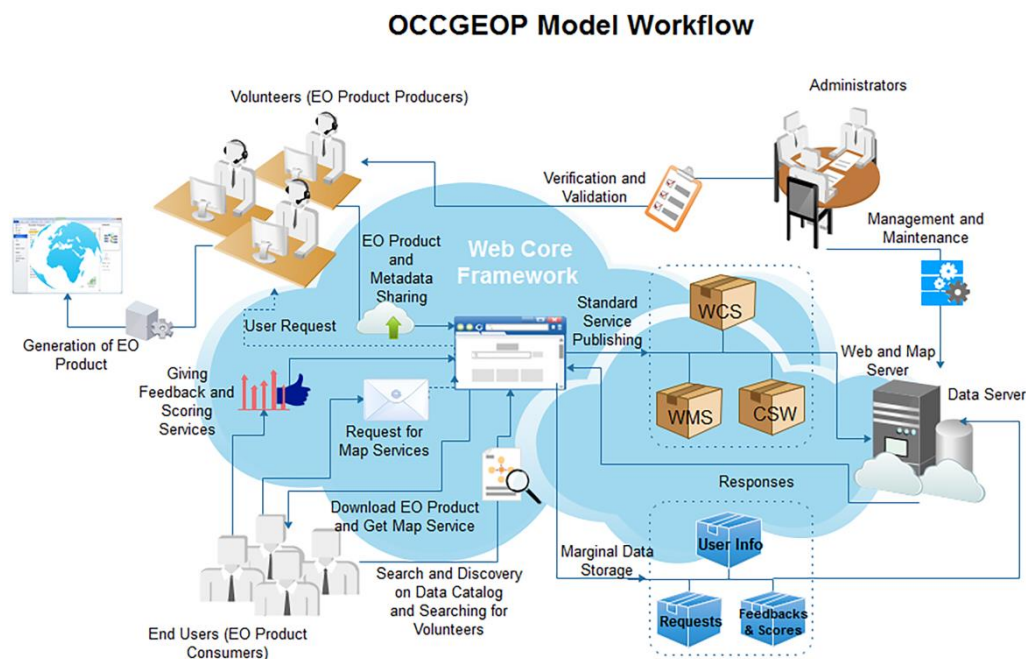 OCCGEOP Model Workflow
Volunteers (EO Product Producers)
Administrators
Verification and
Validation
Management and
Maintenance
EO Product
and
Metadata
Sharing
Web Core
Framework
User Request
Generation of EO
Product
Standard
Service
Publishing
WCS
WMS
CSW
Web and Map
Server
Data Server
Giving
Feedback and
Scoring
Services
Request for
Map Services
Responses
Download EO Product
and Get Map Service
Marginal Data
Storage
User Info
Requests
Feedbacks
& Scores
Search and Discovery
on Data Catalog
and Searching for
Volunteers
End Users (EO Product
Consumers)